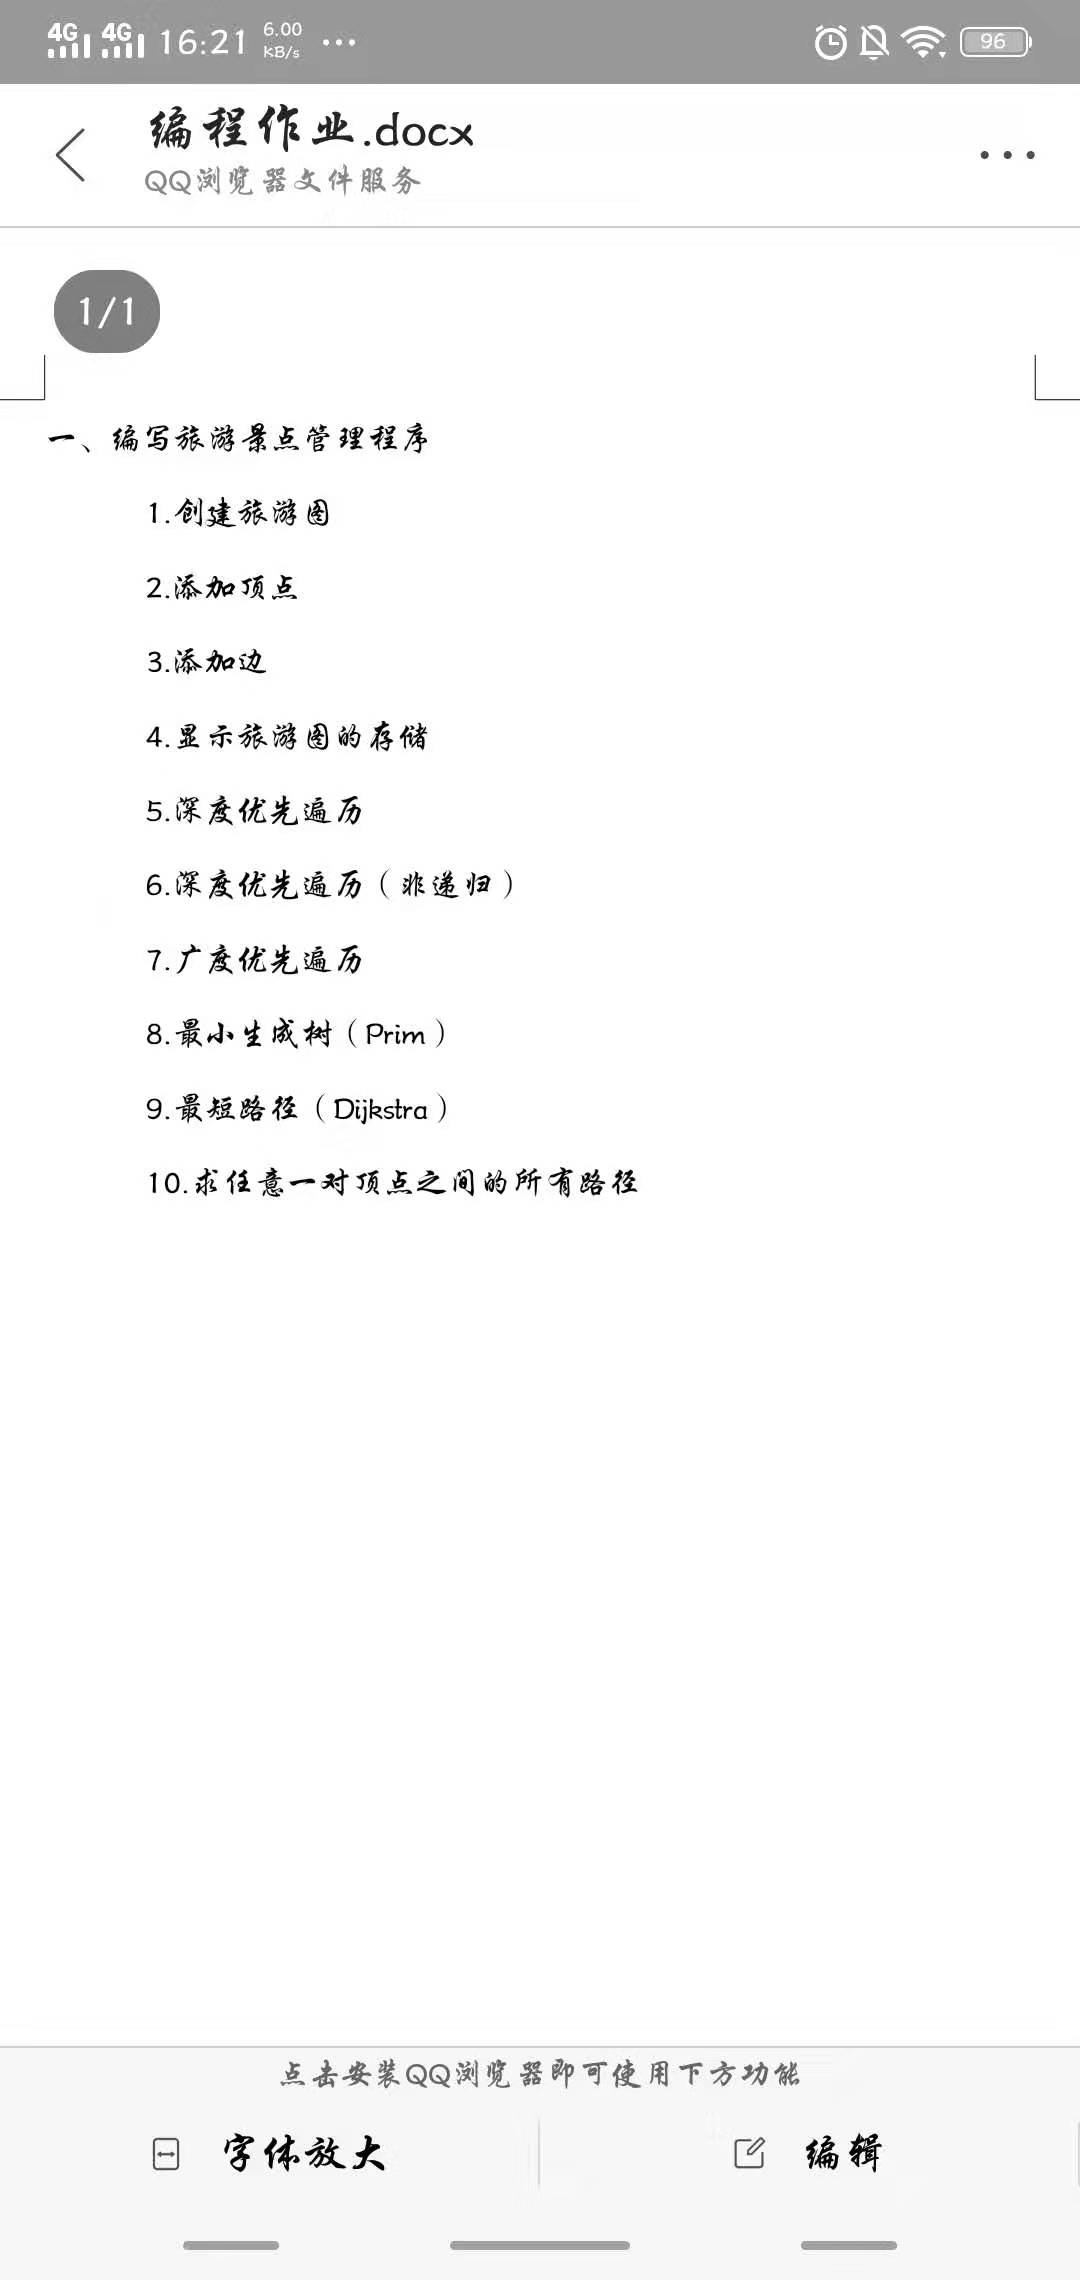 4G 4G 16:21 6.00 KB/s ... 96
编程作业.docx
QQ浏览器文件服务
1/1
一、编写旅游景点管理程序
1.创建旅游图
2.添加顶点
3.添加边
4.显示旅游图的存储
5.深度优先遍历
6.深度优先遍历（非递归）
7.广度优先遍历
8.最小生成树（Prim）
9.最短路径（Dijkstra）
10.求任意一对顶点之间的所有路径
点击安装QQ浏览器即可使用下方功能
字体放大 编辑